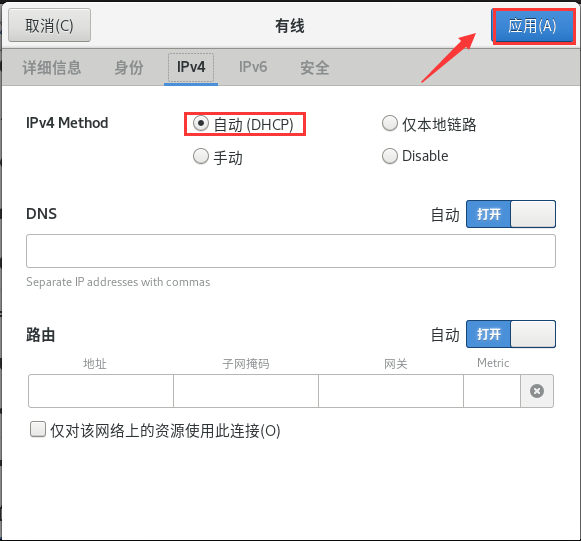 取消(C) 有线 应用(A)
详细信息 身份 IPv4 IPv6 安全
IPv4 Method 自动 (DHCP) 仅本地链路
手动 Disable
DNS 自动 打开
Separate IP addresses with commas
路由 自动 打开
地址 子网掩码 网关 Metric
仅对该网络上的资源使用此连接(O)